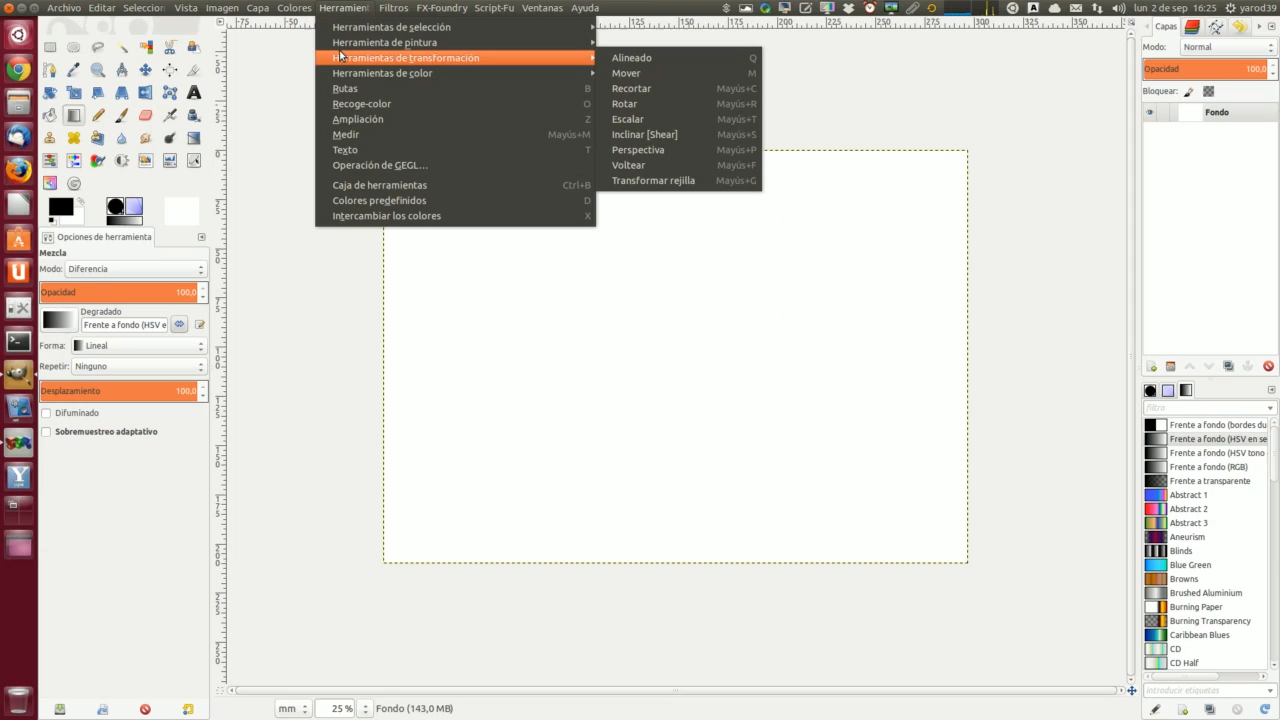 Archivo Editar Selección Vista Imagen Capa Colores Herramien Filtros FX-Foundry Script-Fu Ventanas Ayuda
lun 2 de sep 16:25 yarod39
Herramientas de selección
Herramienta de pintura
Herramientas de transformación
Herramientas de color
Rutas B
Recoge-color O
Ampliación Z
Medir Mayús+M
Texto T
Operación de GEGL...
Caja de herramientas Ctrl+B
Colores predefinidos D
Intercambiar los colores X
Alineado Q
Mover M
Recortar Mayús+C
Rotar Mayús+R
Escalar Mayús+T
Inclinar [Shear] Mayús+S
Perspectiva Mayús+P
Voltear Mayús+F
Transformar rejilla Mayús+G
Opciones de herramienta
Mezcla
Modo: Diferencia
Opacidad 100,0
Degradado
Frente a fondo (HSV e
Forma: Lineal
Repetir: Ninguno
Desplazamiento 100,0
Difuminado
Sobremuestreo adaptativo
mm 25 % Fondo (143,0 MB)
Capas
Modo: Normal
Opacidad 100,0
Bloquear:
Fondo
filtro
Frente a fondo (bordes du
Frente a fondo (HSV en se
Frente a fondo (HSV tono
Frente a fondo (RGB)
Frente a transparente
Abstract 1
Abstract 2
Abstract 3
Aneurism
Blinds
Blue Green
Browns
Brushed Aluminium
Burning Paper
Burning Transparency
Caribbean Blues
CD
CD Half
introducir etiquetas